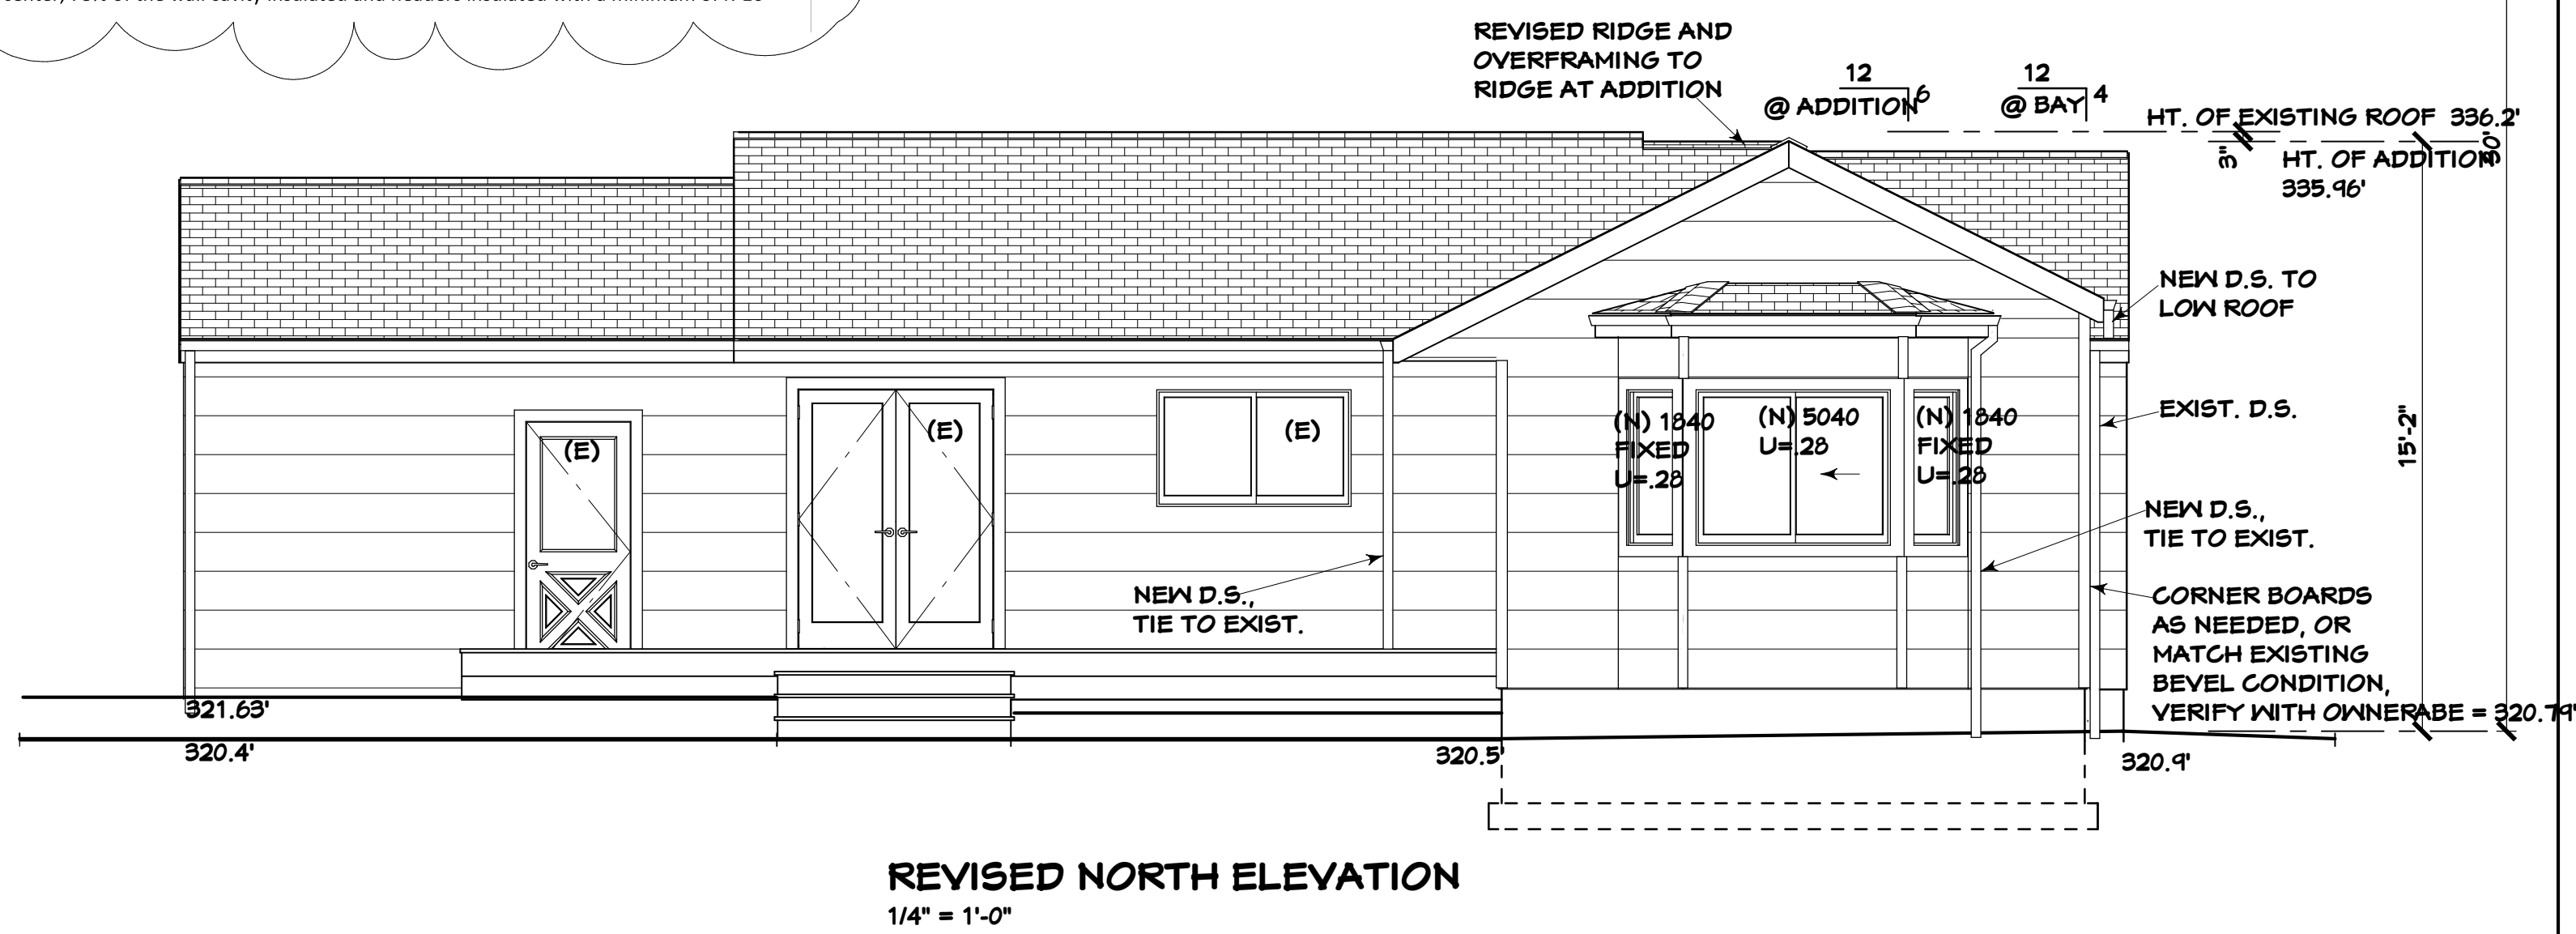 REVISED RIDGE AND
OVERFRAMING TO
RIDGE AT ADDITION
12
@ ADDITION
6
12
@ BAY
4
HT. OF EXISTING ROOF 336.2'
3"
HT. OF ADDITION
335.96'
30'
NEW D.S. TO
LOW ROOF
EXIST. D.S.
15'-2"
(E)
(E)
(E)
(N) 1840
FIXED
U=.28
(N) 5040
U=.28
(N) 1840
FIXED
U=.28
NEW D.S.,
TIE TO EXIST.
NEW D.S.,
TIE TO EXIST.
CORNER BOARDS
AS NEEDED, OR
MATCH EXISTING
BEVEL CONDITION,
VERIFY WITH OWNER
ABE = 320.79'
321.63'
320.4'
320.5'
320.9'
REVISED NORTH ELEVATION
1/4" = 1'-0"